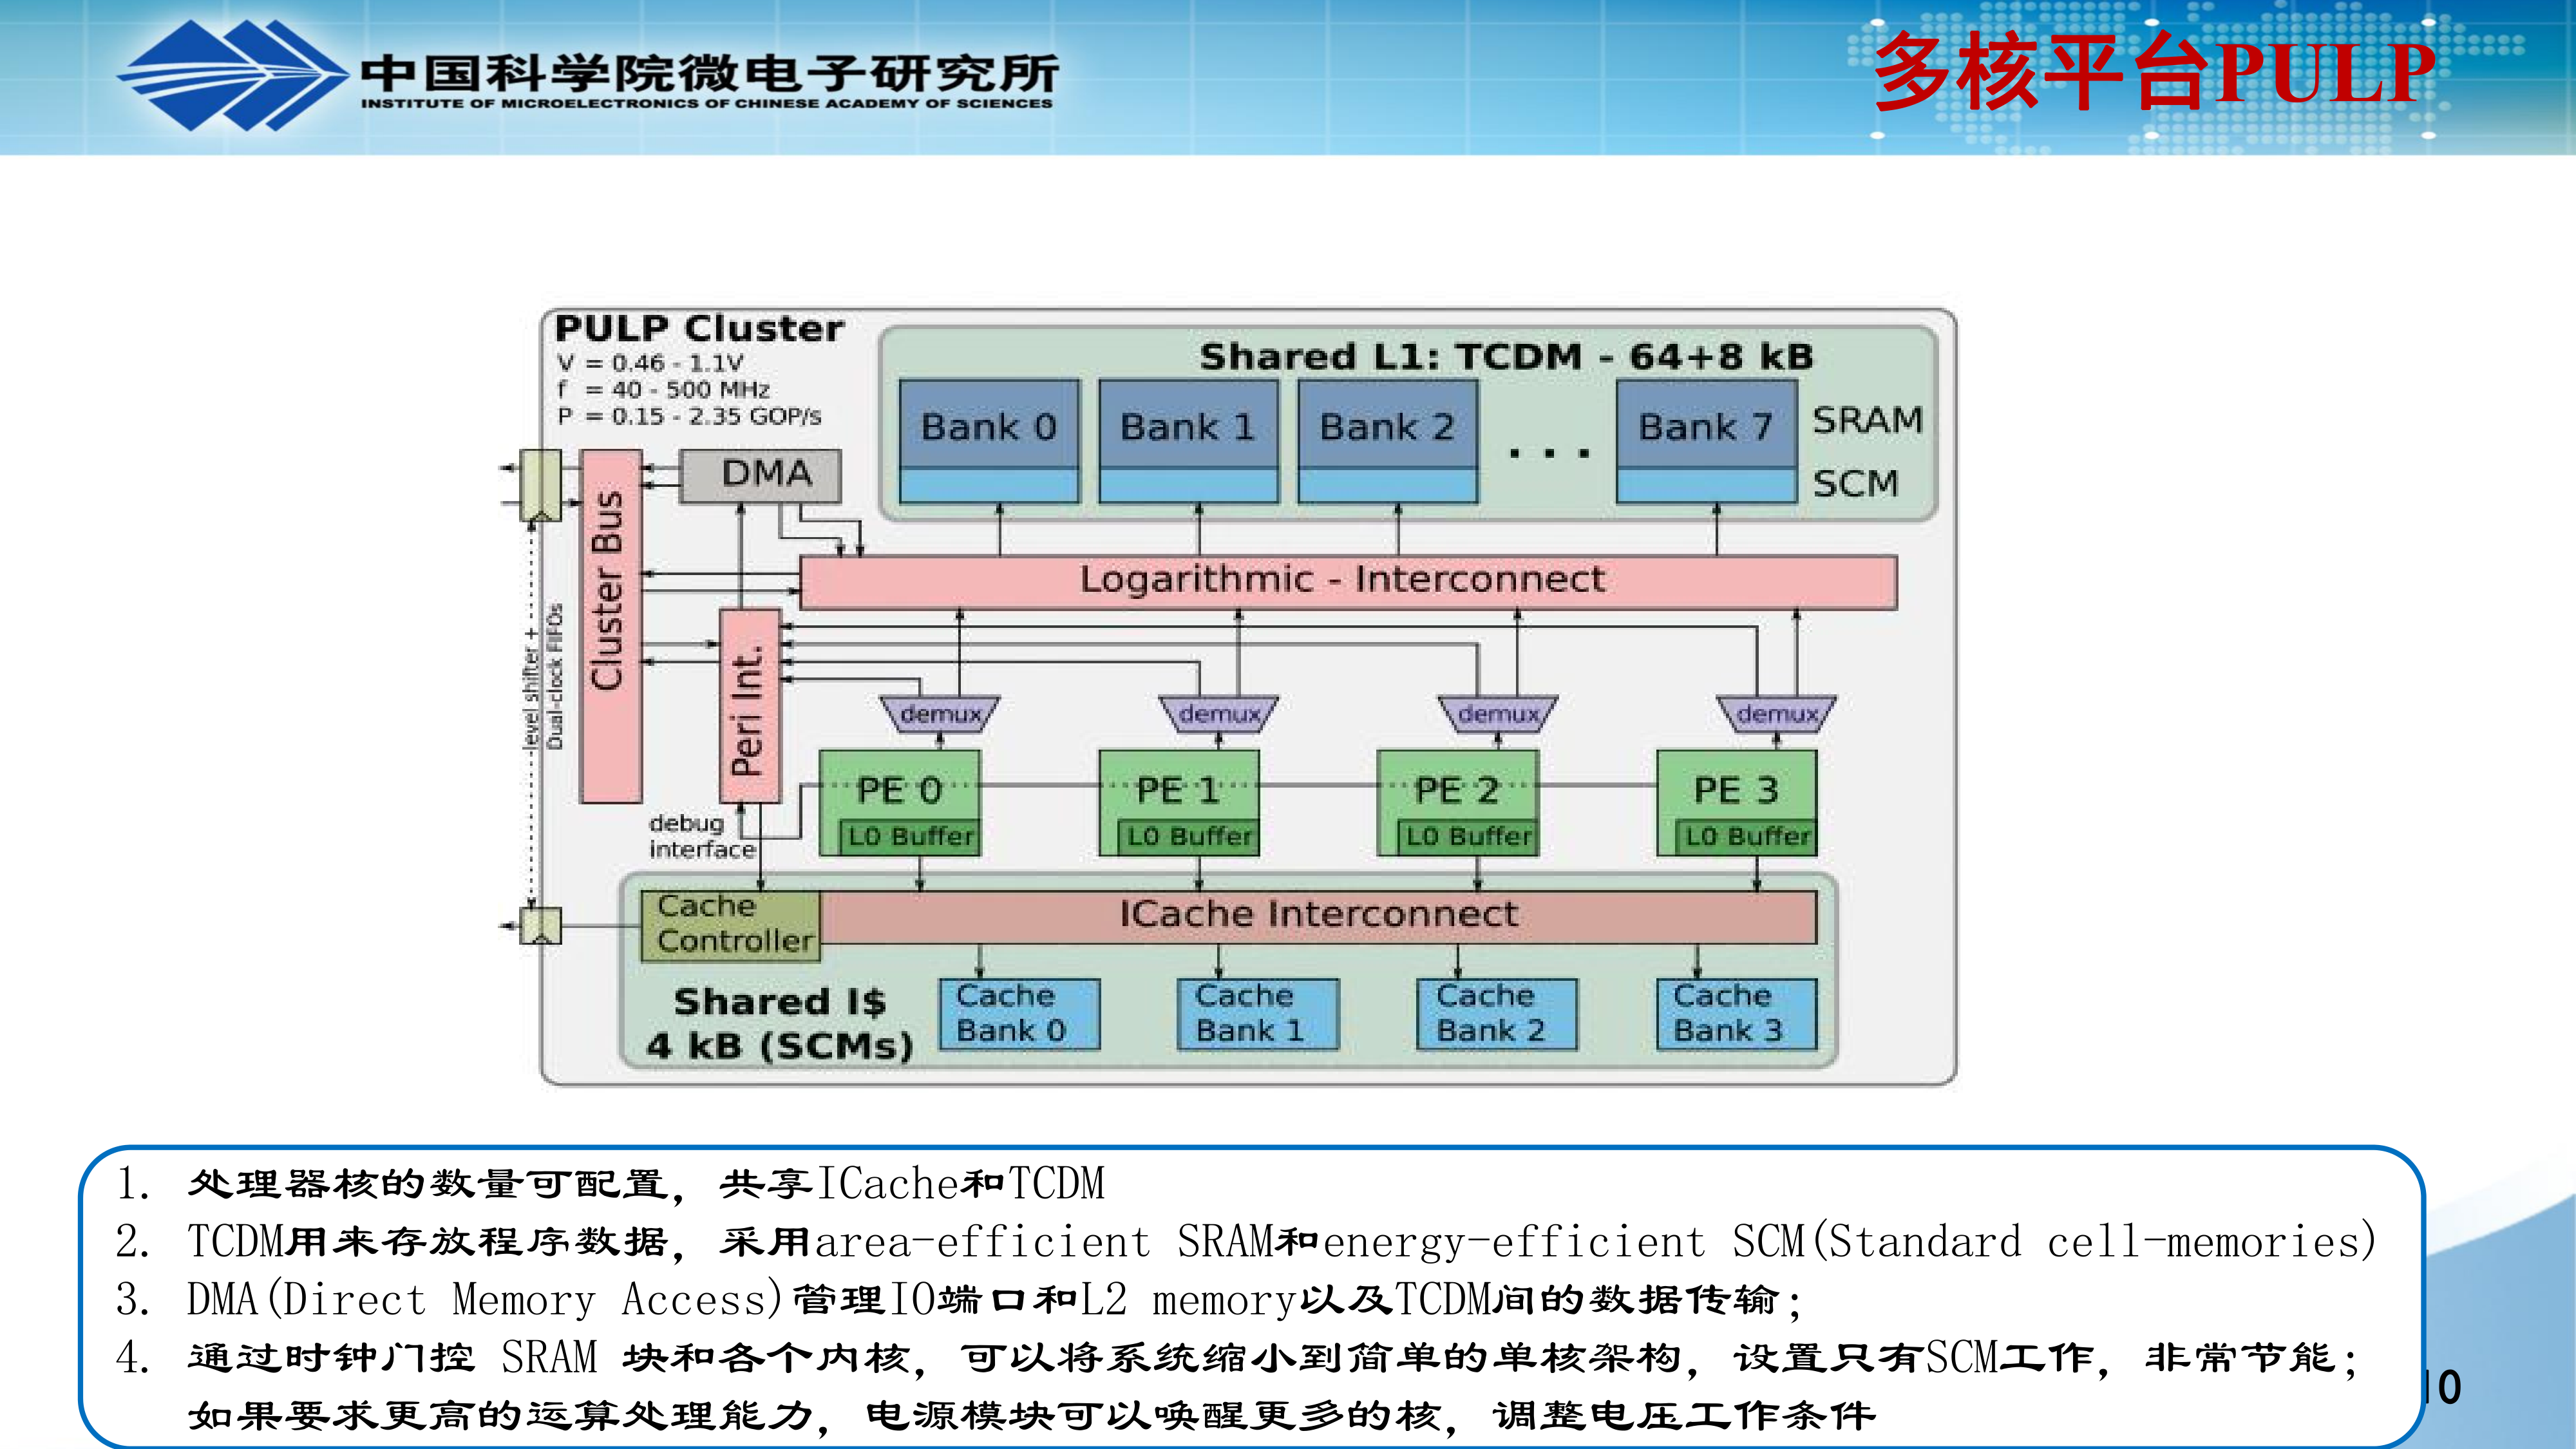 中国科学院微电子研究所
INSTITUTE OF MICROELECTRONICS OF CHINESE ACADEMY OF SCIENCES
多核平台PULP
PULP Cluster
V = 0.46 - 1.1V
f = 40 - 500 MHz
P = 0.15 - 2.35 GOP/s
Shared L1: TCDM - 64+8 kB
Bank 0
Bank 1
Bank 2
. . .
Bank 7
SRAM
SCM
DMA
Cluster Bus
Logarithmic - Interconnect
level shifter +
Dual-clock FIFOs
Peri Int.
demux
demux
demux
demux
PE 0
PE 1
PE 2
PE 3
L0 Buffer
L0 Buffer
L0 Buffer
L0 Buffer
debug
interface
Cache
Controller
ICache Interconnect
Shared I$
4 kB (SCMs)
Cache
Bank 0
Cache
Bank 1
Cache
Bank 2
Cache
Bank 3
1. 处理器核的数量可配置，共享ICache和TCDM
2. TCDM用来存放程序数据，采用area-efficient SRAM和energy-efficient SCM(Standard cell-memories)
3. DMA(Direct Memory Access)管理IO端口和L2 memory以及TCDM间的数据传输；
4. 通过时钟门控 SRAM 块和各个内核，可以将系统缩小到简单的单核架构，设置只有SCM工作，非常节能；
如果要求更高的运算处理能力，电源模块可以唤醒更多的核，调整电压工作条件
10